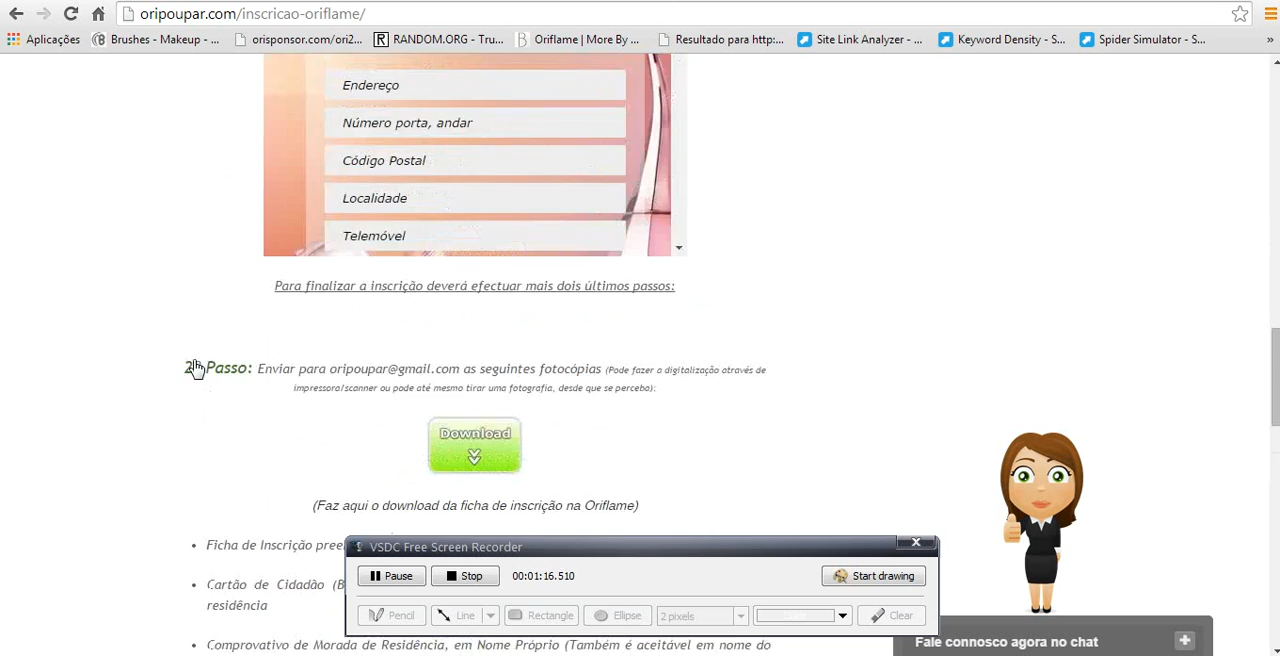 oripoupar.com/inscricao-oriflame/
Aplicações
Brushes - Makeup - ...
orisponsor.com/ori2...
RANDOM.ORG - Tru...
Oriflame | More By ...
Resultado para http:...
Site Link Analyzer - ...
Keyword Density - S...
Spider Simulator - S...
»
Endereço
Número porta, andar
Código Postal
Localidade
Telemóvel
Para finalizar a inscrição deverá efectuar mais dois últimos passos:
Passo: Enviar para oripoupar@gmail.com as seguintes fotocópias (Pode fazer a digitalização através de
impressora/scanner ou pode até mesmo tirar uma fotografia, desde que se perceba):
Download
(Faz aqui o download da ficha de inscrição na Oriflame)
• Ficha de Inscrição
VSDC Free Screen Recorder
Pause
Stop
00:01:16.510
Start drawing
• Cartão de Cidadão
residência
Pencil
Line
Rectangle
Ellipse
2 pixels
Clear
• Comprovativo de Morada de Residência, em Nome Próprio (Também é aceitável em nome do
Fale connosco agora no chat